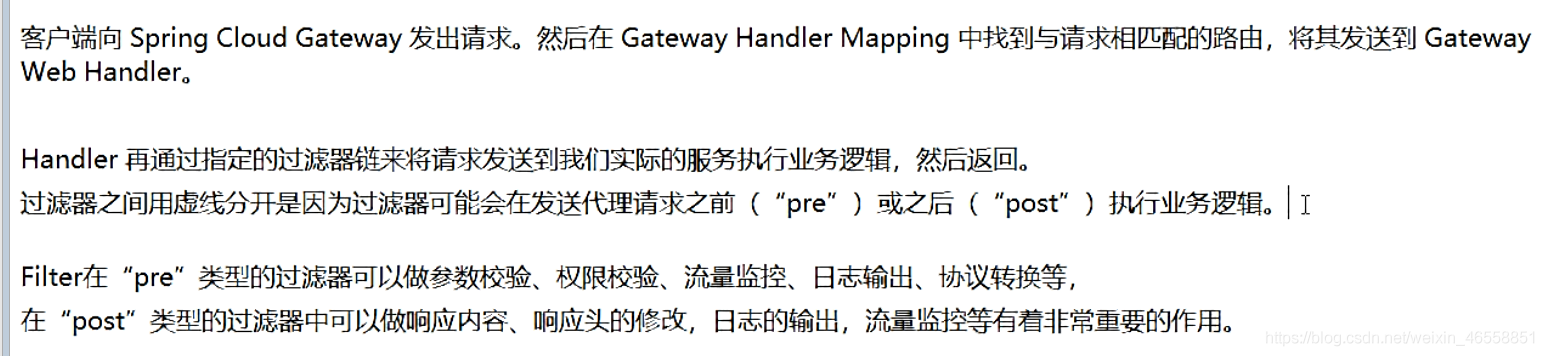 客户端向 Spring Cloud Gateway 发出请求。然后在 Gateway Handler Mapping 中找到与请求相匹配的路由，将其发送到 Gateway
Web Handler。
Handler 再通过指定的过滤器链来将请求发送到我们实际的服务执行业务逻辑，然后返回。
过滤器之间用虚线分开是因为过滤器可能会在发送代理请求之前（“pre”）或之后（“post”）执行业务逻辑。
Filter在“pre”类型的过滤器可以做参数校验、权限校验、流量监控、日志输出、协议转换等，
在“post”类型的过滤器中可以做响应内容、响应头的修改，日志的输出，流量监控等有着非常重要的作用。
https://blog.csdn.net/weixin_46558851